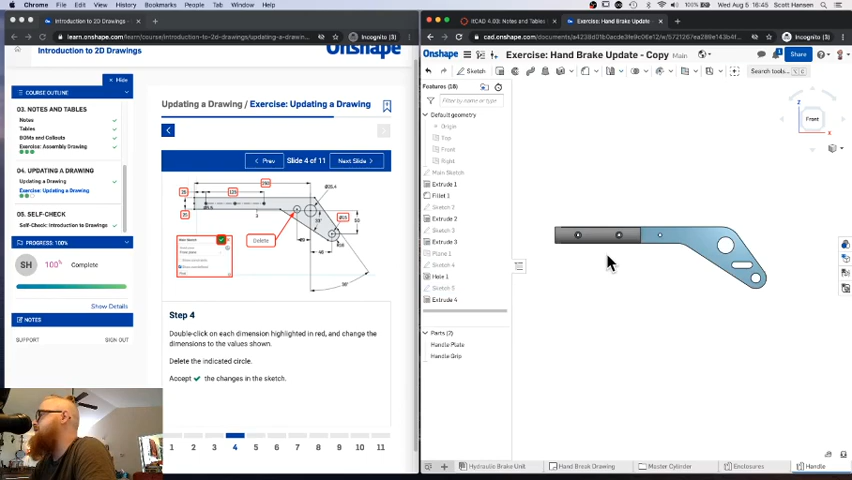 Chrome File Edit View History Bookmarks Profiles Tab Window Help
Wed Aug 5 10:45 Scott Hansen
Introduction to 2D Drawings
Incognito
learn.onshape.com/learn/course/introduction-to-2d-drawings/updating-a-drawin...
Incognito (3)
Introduction to 2D Drawings
Onshape
Hide
COURSE OUTLINE
03. NOTES AND TABLES
Notes
Tables
BOMs and Callouts
Exercise: Assembly Drawing
04. UPDATING A DRAWING
Updating a Drawing
Exercise: Updating a Drawing
05. SELF-CHECK
Self-Check: Introduction to Drawings
PROGRESS: 100%
SH
100% Complete
Show Details
NOTES
SUPPORT
SIGN OUT
Updating a Drawing / Exercise: Updating a Drawing
Prev
Slide 4 of 11
Next Slide
Delete
Step 4
Double-click on each dimension highlighted in red, and change the
dimensions to the values shown.
Delete the indicated circle.
Accept ✔ the changes in the sketch.
1 2 3 4 5 6 7 8 9 10 11
Exercise: Hand Brake Update
Incognito (3)
Onshape
Exercise: Hand Brake Update - Copy
Share
Scott Hansen
Sketch
Search tools...
Features (18)
Filter by name or type
Default geometry
Origin
Top
Front
Right
Main Sketch
Extrude 1
Fillet 1
Sketch 2
Extrude 2
Sketch 3
Extrude 3
Plane 1
Sketch 4
Hole 1
Sketch 5
Extrude 4
Parts (2)
Handle Plate
Handle Grip
Z
Front
X
Hydraulic Brake Unit
Hand Break Drawing
Master Cylinder
Enclosures
Handle